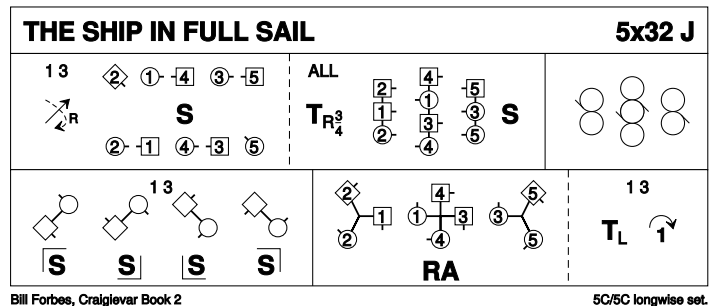 THE SHIP IN FULL SAIL 5x32 J
1 3 2 1 4 3 5
R S
2 1 4 3 5
ALL 4
2 5
1
T R 3/4 1 3 S
3
2 5
4
1 3
S S S S
2 4 5
1 1 3 3
2 4 5
RA
1 3
T L 1
Bill Forbes, Craigievar Book 2 5C/5C longwise set.